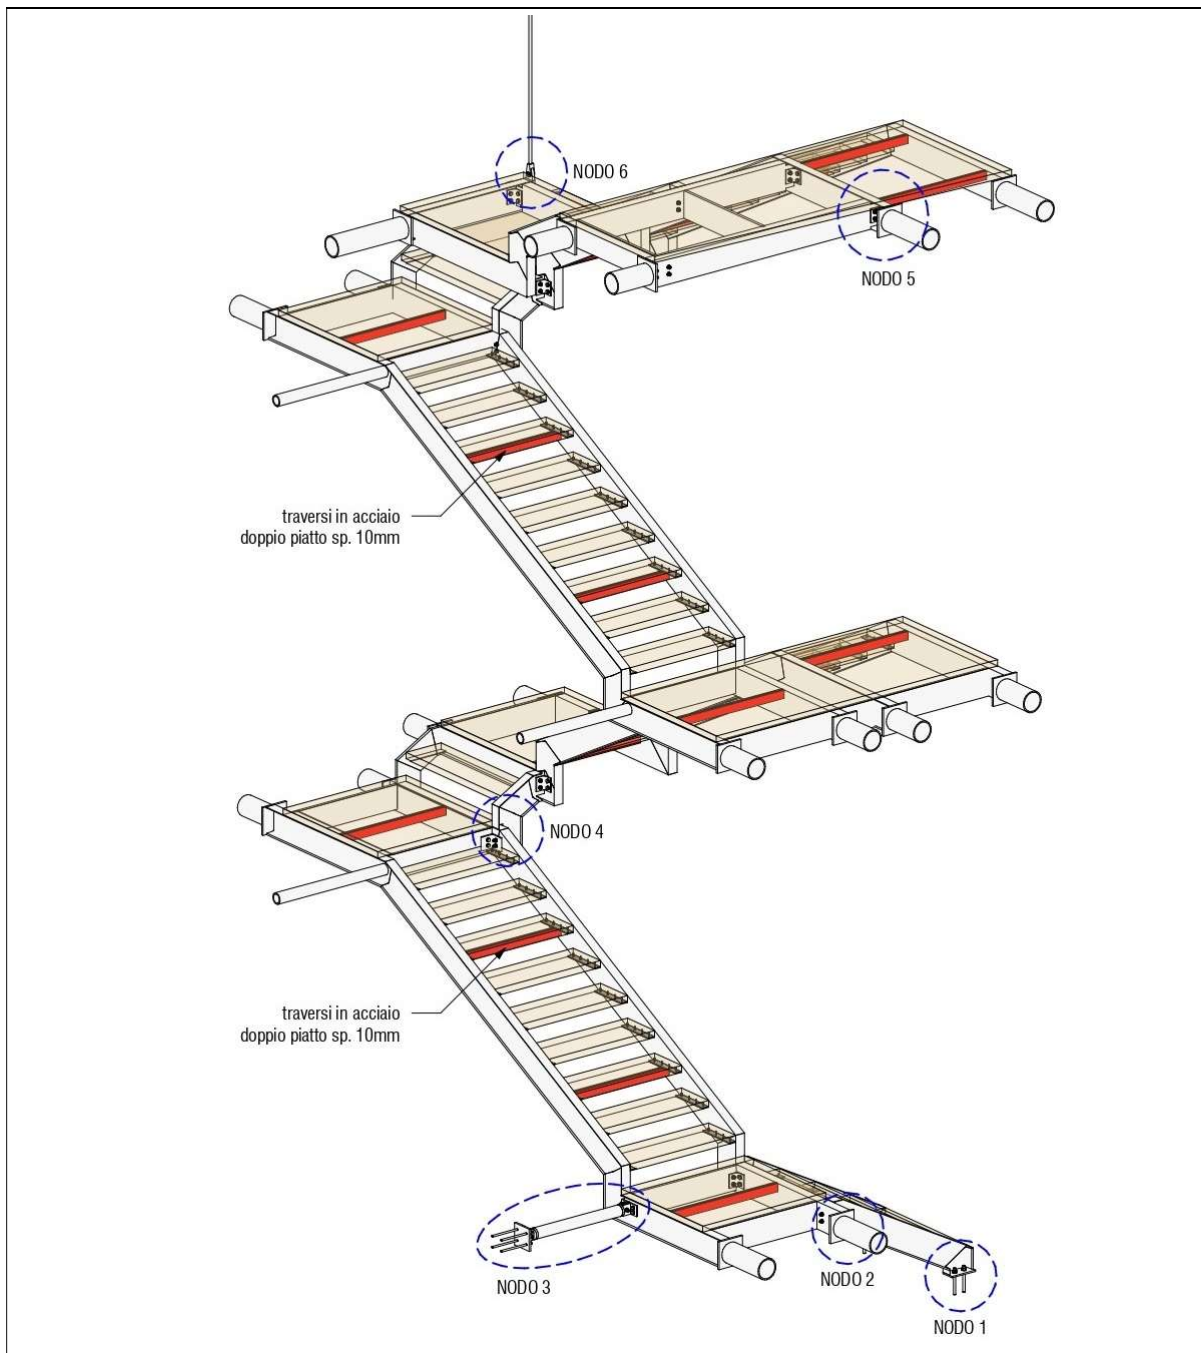 NODO 6
NODO 5
traversi in acciaio
doppio piatto sp. 10mm
NODO 4
traversi in acciaio
doppio piatto sp. 10mm
NODO 3
NODO 2
NODO 1